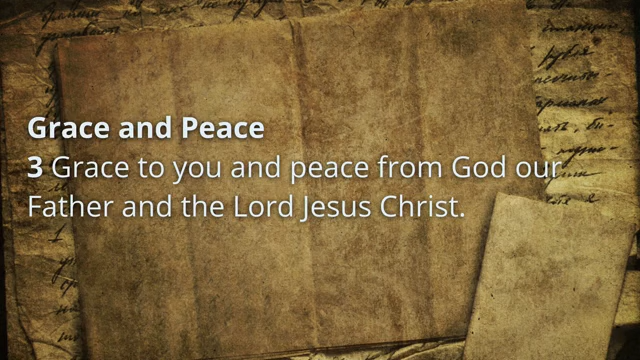 Grace and Peace
3 Grace to you and peace from God our
Father and the Lord Jesus Christ.